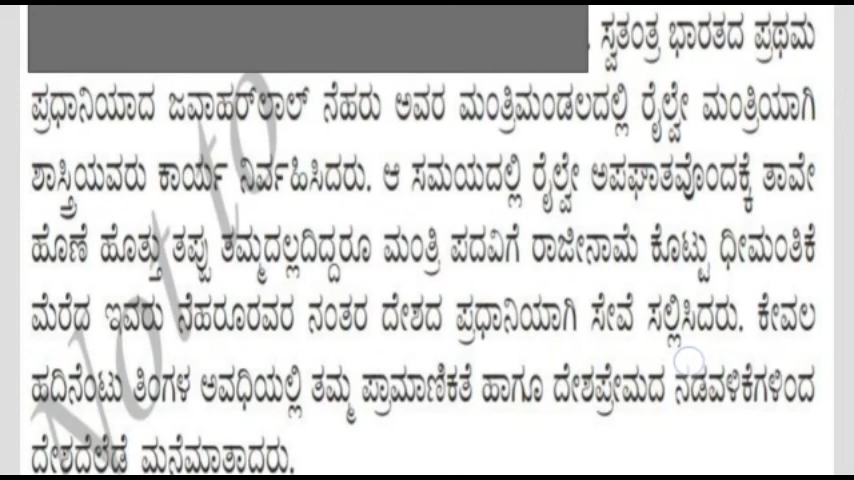 . ಸ್ವತಂತ್ರ ಭಾರತದ ಪ್ರಥಮ
ಪ್ರಧಾನಿಯಾದ ಜವಾಹರ್‌ಲಾಲ್ ನೆಹರು ಅವರ ಮಂತ್ರಿಮಂಡಲದಲ್ಲಿ ರೈಲ್ವೇ ಮಂತ್ರಿಯಾಗಿ
ಶಾಸ್ತ್ರಿಯವರು ಕಾರ್ಯ ನಿರ್ವಹಿಸಿದರು. ಆ ಸಮಯದಲ್ಲಿ ರೈಲ್ವೇ ಅಪಘಾತವೊಂದಕ್ಕೆ ತಾವೇ
ಹೊಣೆ ಹೊತ್ತು ತಪ್ಪು ತಮ್ಮದಲ್ಲದಿದ್ದರೂ ಮಂತ್ರಿ ಪದವಿಗೆ ರಾಜೀನಾಮೆ ಕೊಟ್ಟು ಧೀಮಂತಿಕೆ
ಮೆರೆದ ಇವರು ನೆಹರೂರವರ ನಂತರ ದೇಶದ ಪ್ರಧಾನಿಯಾಗಿ ಸೇವೆ ಸಲ್ಲಿಸಿದರು. ಕೇವಲ
ಹದಿನೆಂಟು ತಿಂಗಳ ಅವಧಿಯಲ್ಲಿ ತಮ್ಮ ಪ್ರಾಮಾಣಿಕತೆ ಹಾಗೂ ದೇಶಪ್ರೇಮದ ನಡವಳಿಕೆಗಳಿಂದ
ದೇಶದೆಲ್ಲೆಡೆ ಮನೆಮಾತಾದರು.
Not to